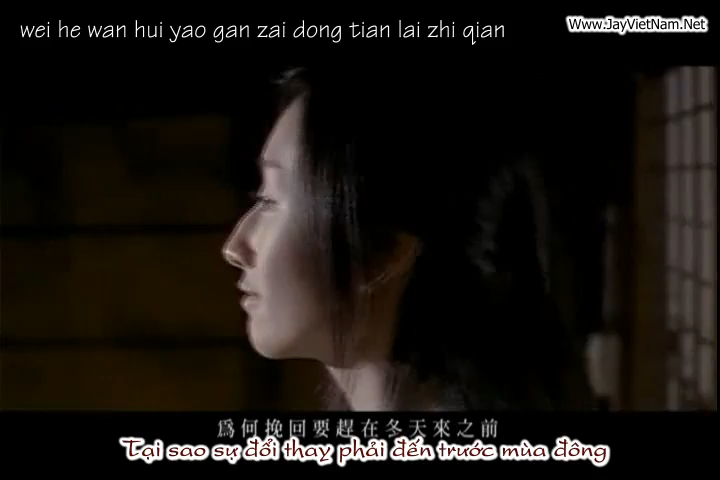 wei he wan hui yao gan zai dong tian lai zhi qian
Www.JayVietNam.Net
為何挽回要趕在冬天來之前
Tại sao sự đổi thay phải đến trước mùa đông